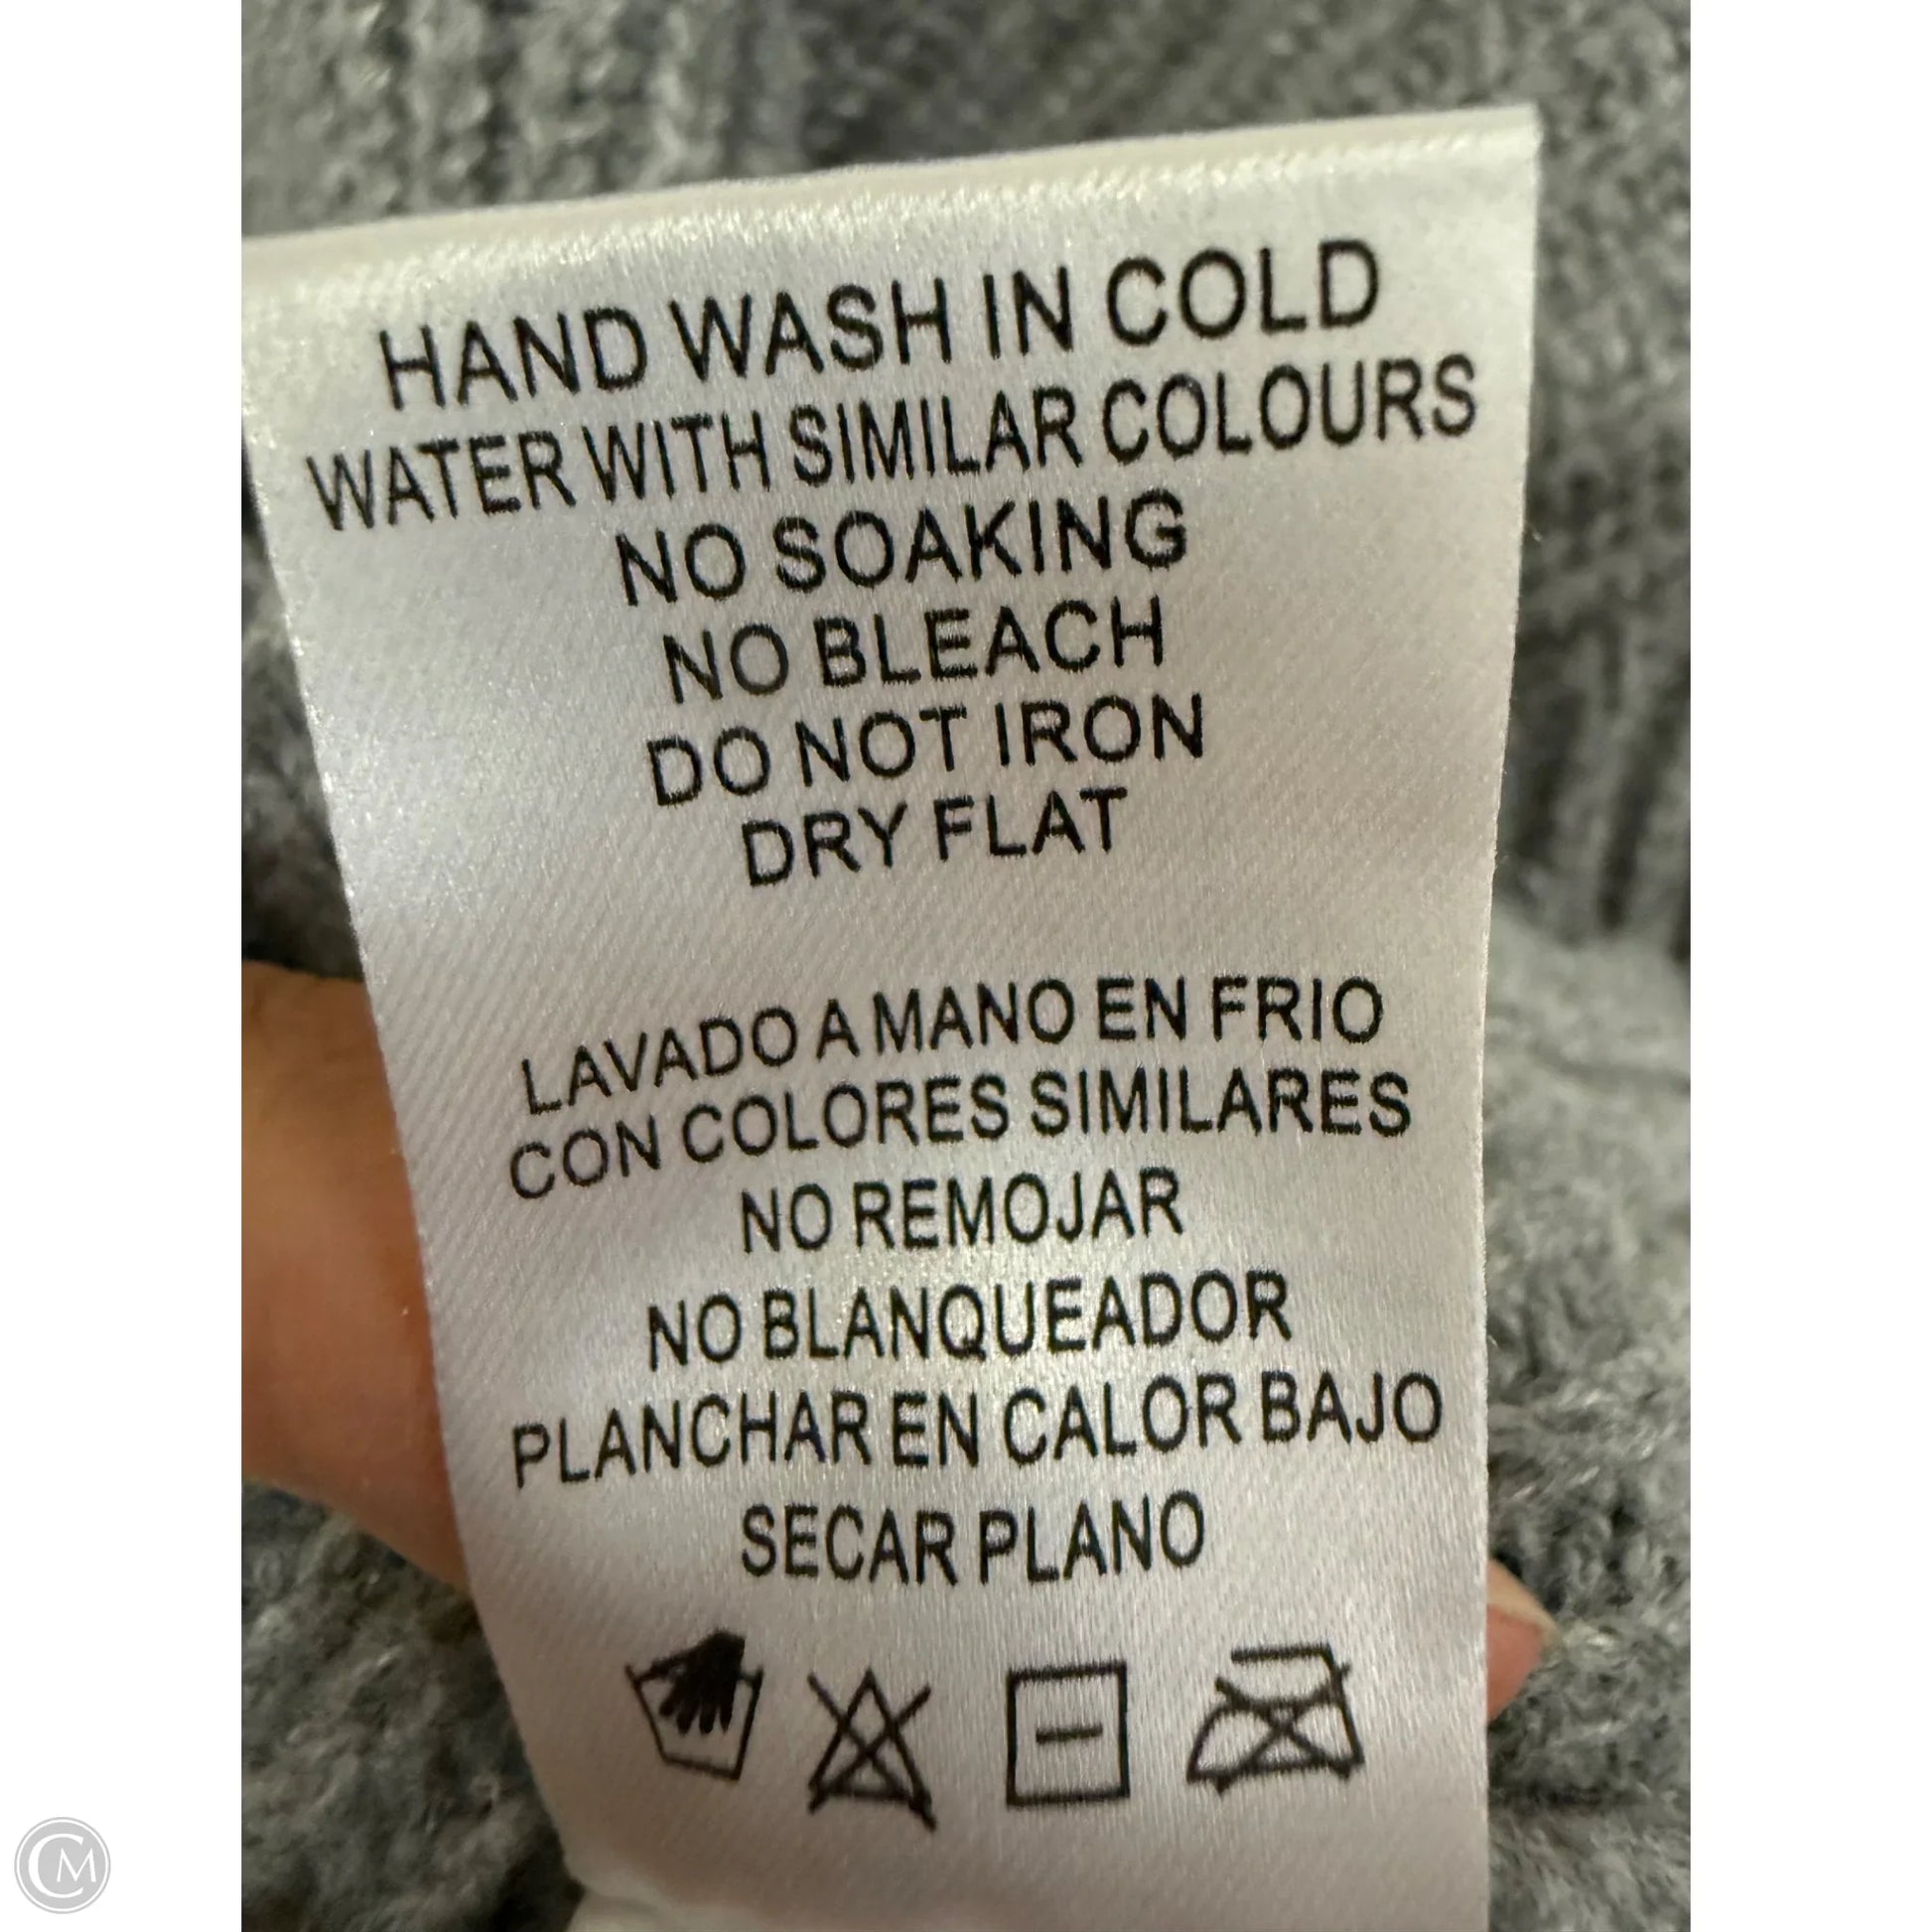 HAND WASH IN COLD
WATER WITH SIMILAR COLOURS
NO SOAKING
NO BLEACH
DO NOT IRON
DRY FLAT
LAVADO A MANO EN FRIO
CON COLORES SIMILARES
NO REMOJAR
NO BLANQUEADOR
PLANCHAR EN CALOR BAJO
SECAR PLANO
CM